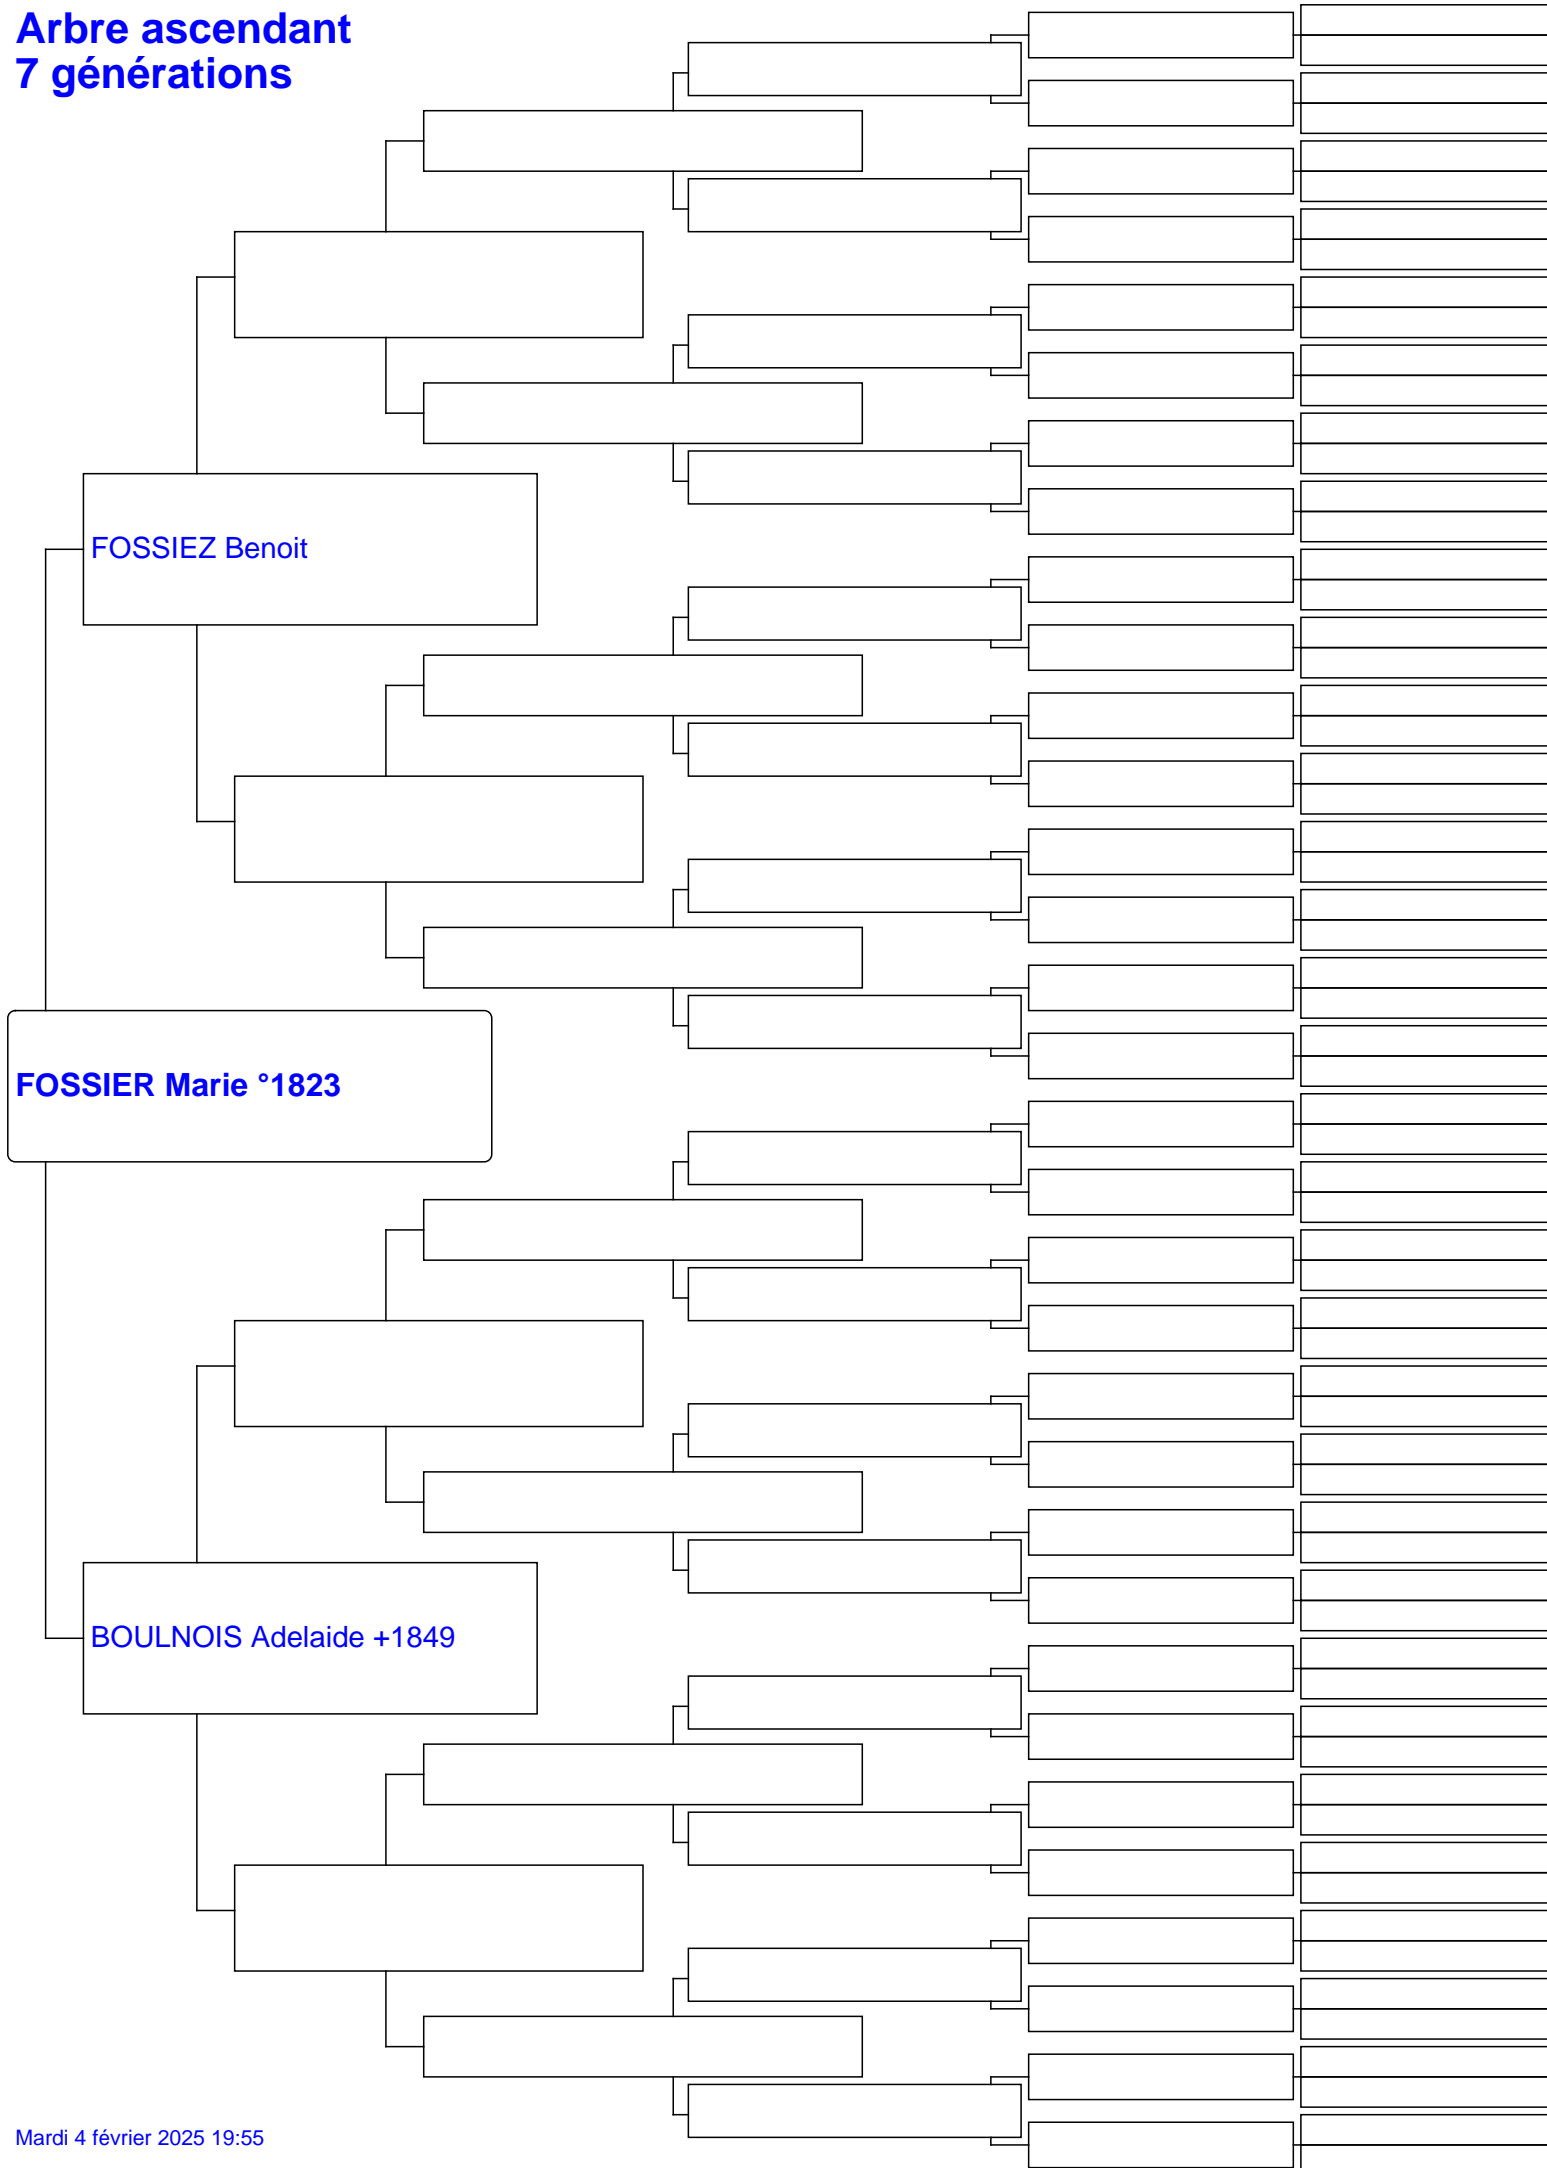 Arbre ascendant
7 générations
FOSSIEZ Benoit
FOSSIER Marie °1823
BOULNOIS Adelaide +1849
Mardi 4 février 2025 19:55